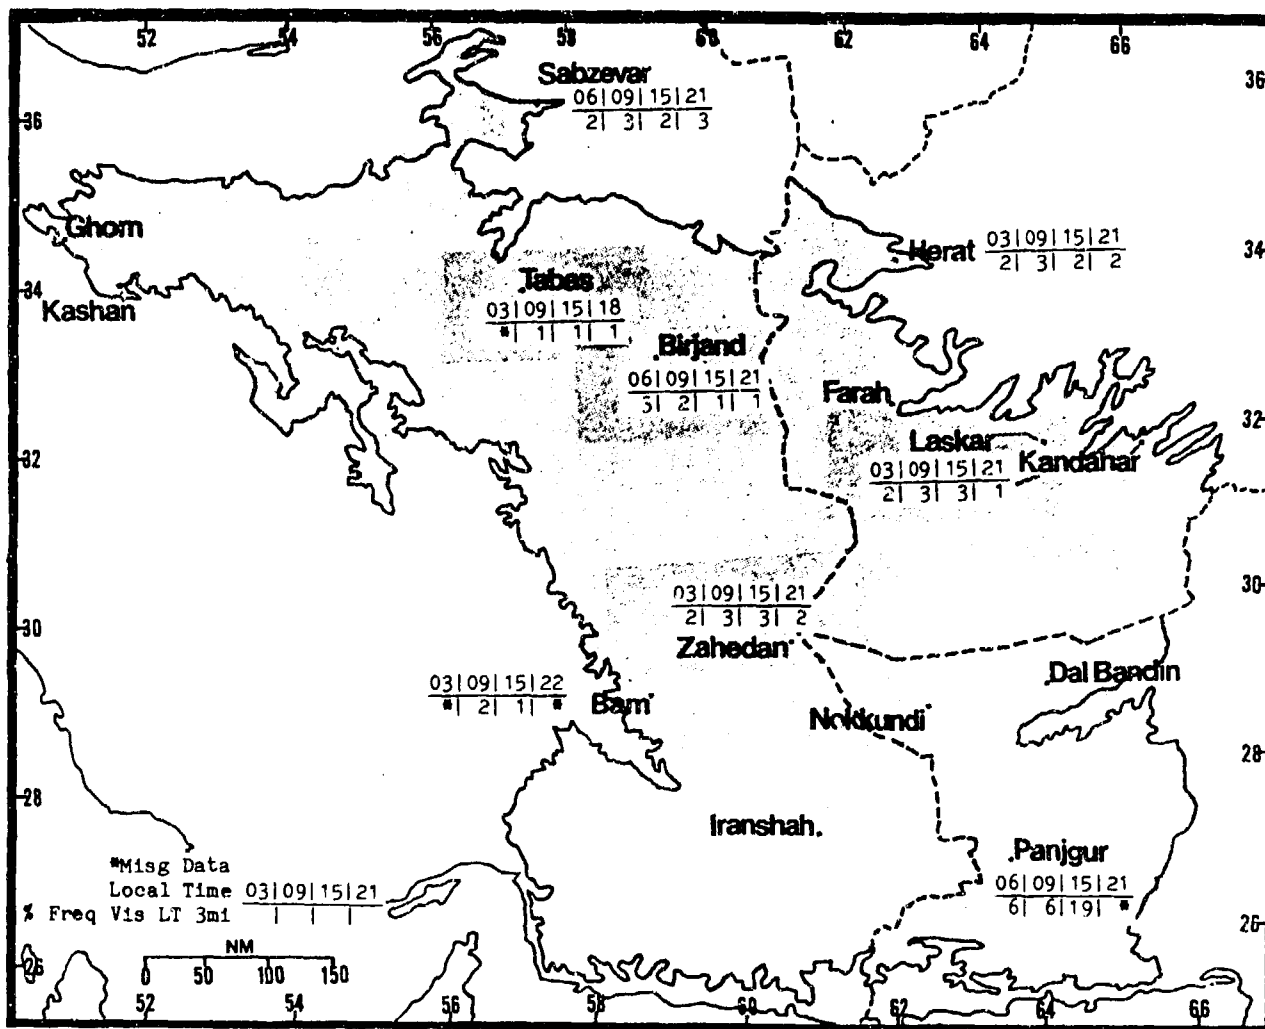 52 54 56 58 60 62 64 66
Sabzevar
36
06|09|15|21
2| 3| 2| 3
36
Ghom
Herat
03|09|15|21
2| 3| 2| 2
34
Tabas
34
Kashan
03|09|15|18
*| 1| 1| 1
Birjand
06|09|15|21
3| 2| 1| 1
Farah
32
Laskar
Kandahar
32
03|09|15|21
2| 3| 3| 1
30
03|09|15|21
2| 3| 3| 2
30
Zahedan
Dal Bandin
03|09|15|22
*| 2| 1| *
Bam
Nokkundi
28
28
Iranshah
Panjgur
*Misg Data
Local Time 03|09|15|21
% Freq Vis LT 3mi | | |
06|09|15|21
6| 6|19| *
26
NM
26
0 50 100 150
52 54 56 58 60 62 64 66